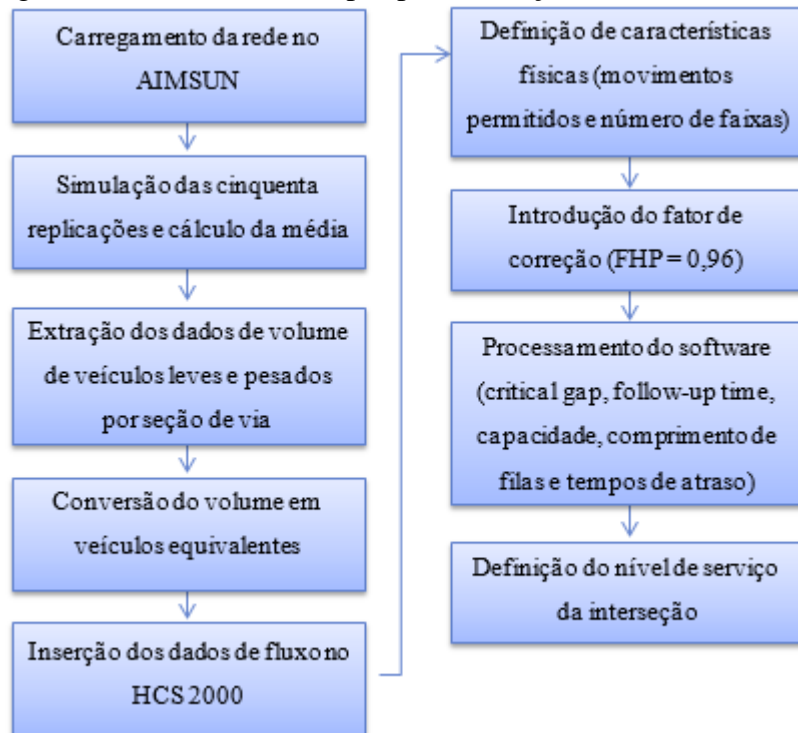 Carregamento da rede no
AIMSUN
Simulação das cinquenta
replicações e cálculo da média
Extração dos dados de volume
de veículos leves e pesados
por seção de via
Conversão do volume em
veículos equivalentes
Inserção dos dados de fluxo no
HCS 2000
Definição de características
físicas (movimentos
permitidos e número de faixas)
Introdução do fator de
correção (FHP = 0,96)
Processamento do software
(critical gap, follow-up time,
capacidade, comprimento de
filas e tempos de atraso)
Definição do nível de serviço
da interseção